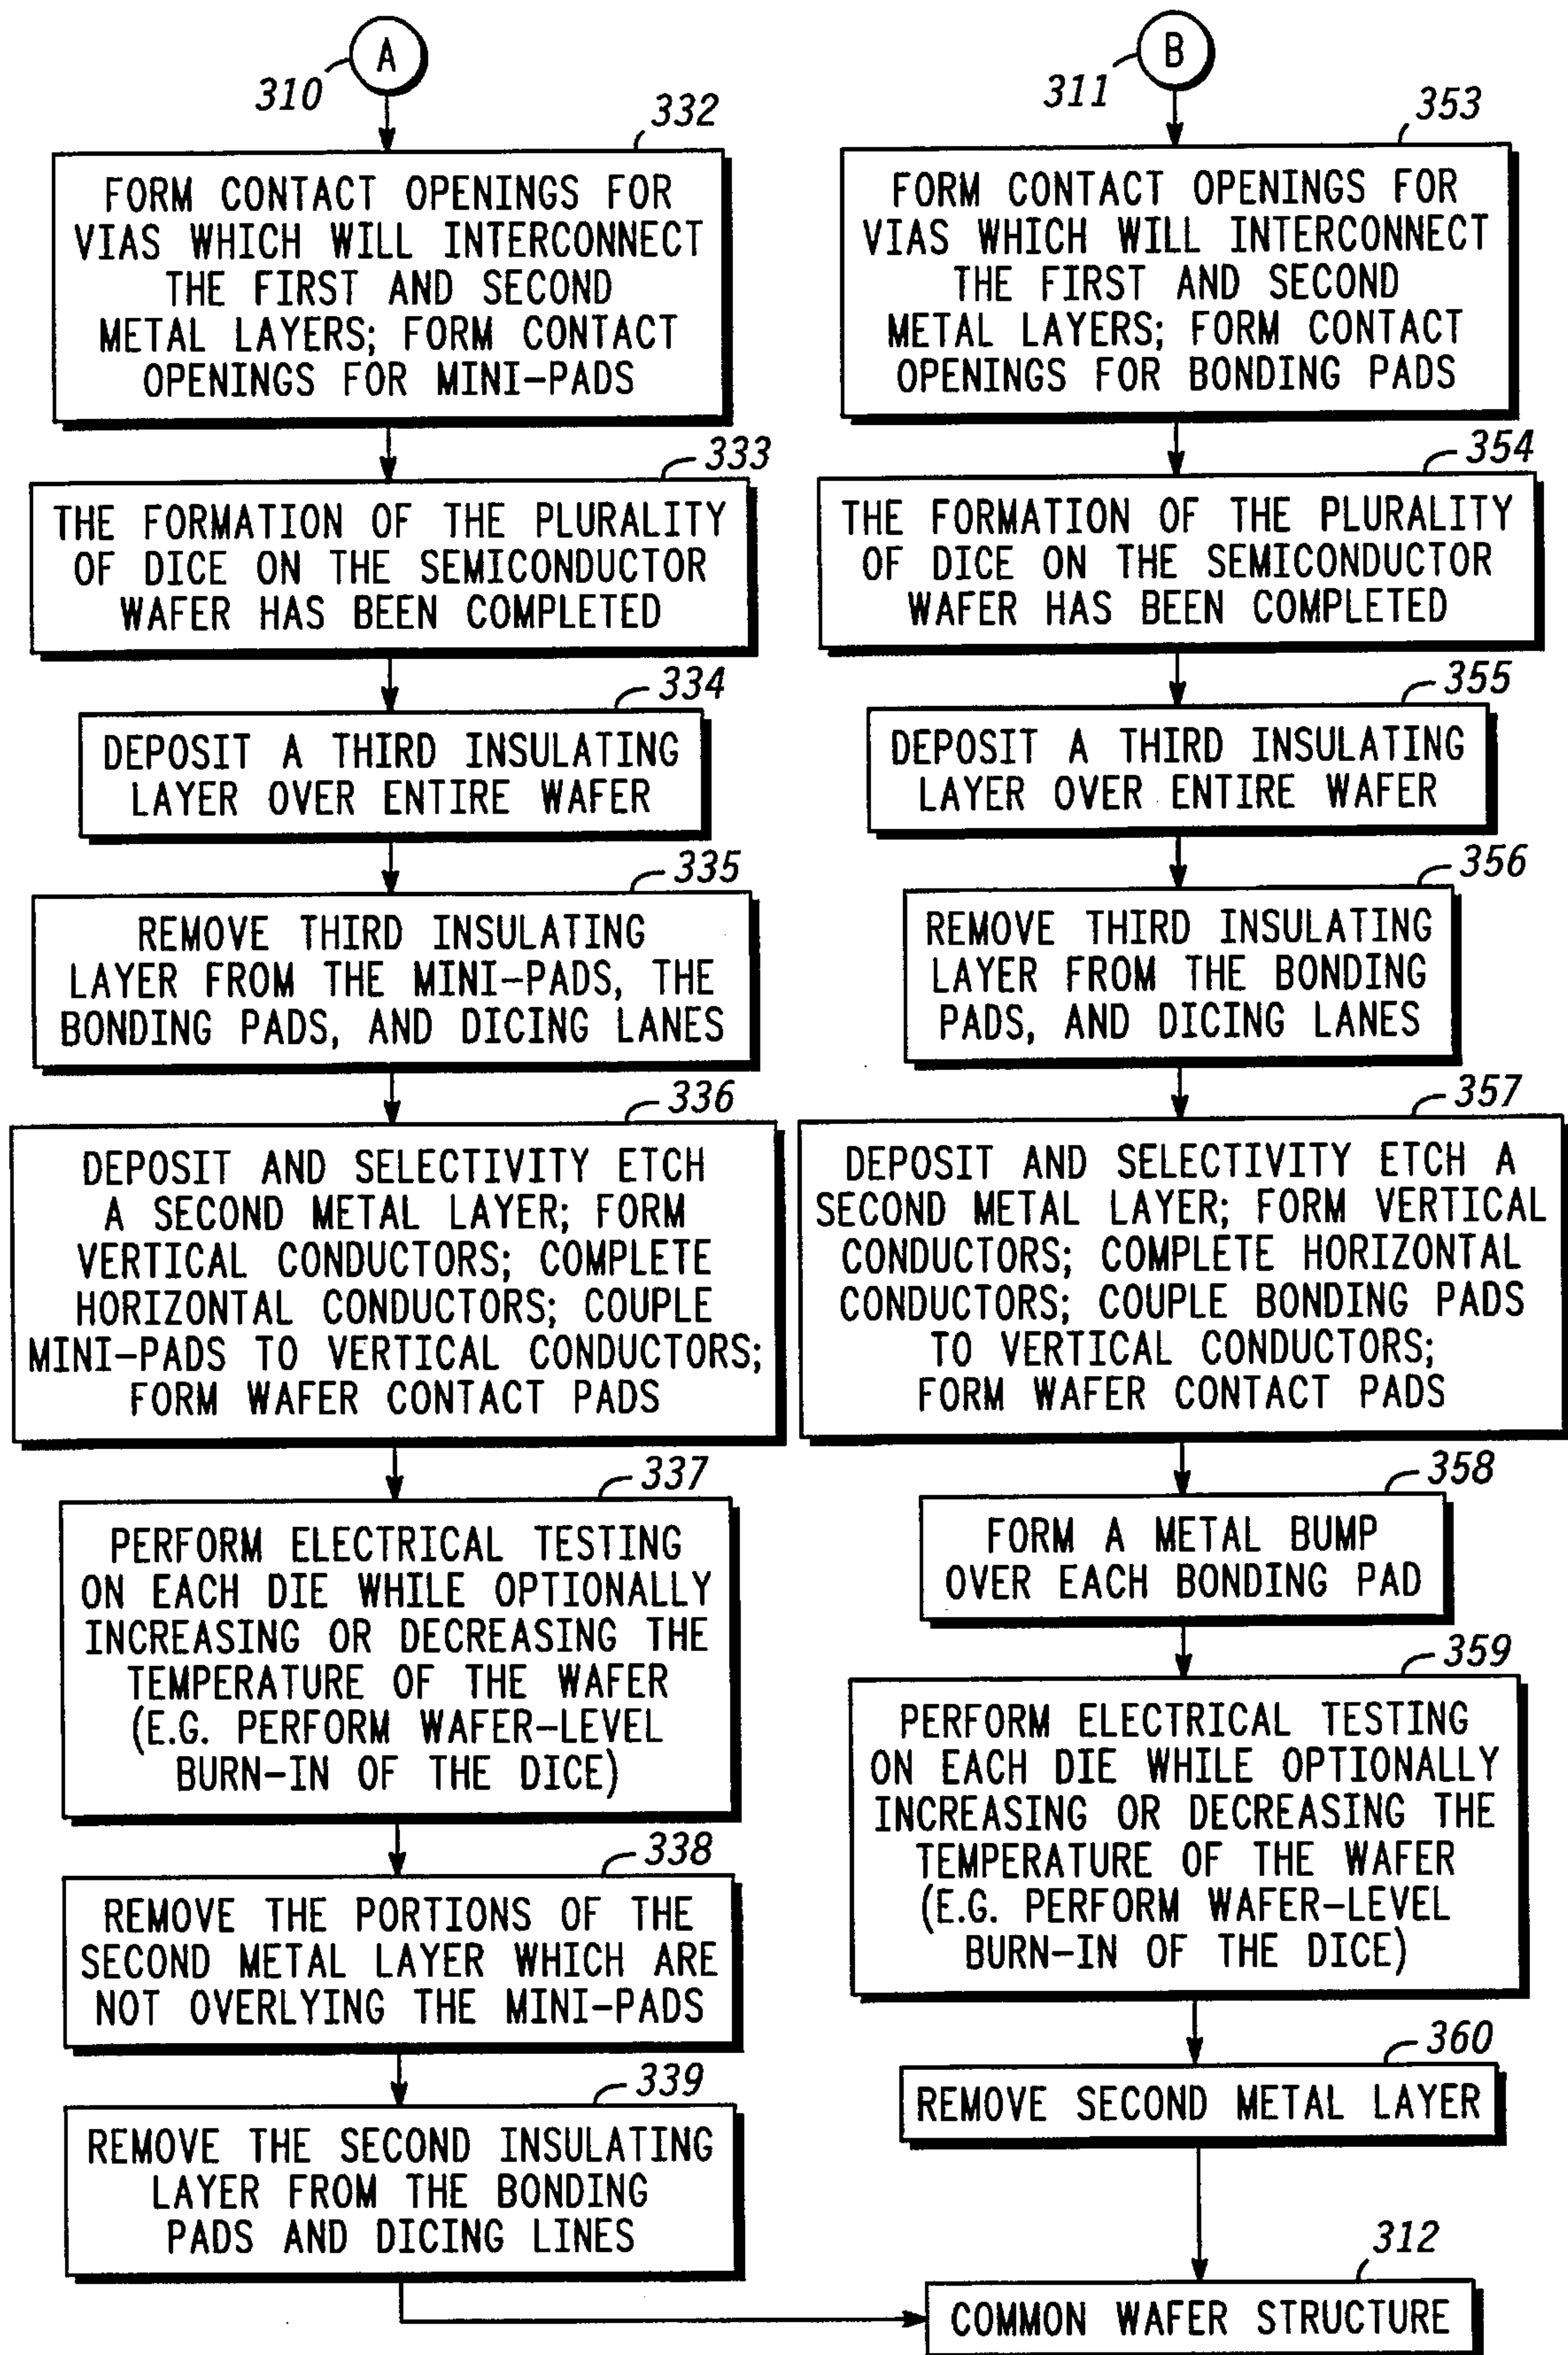 A
310
332
FORM CONTACT OPENINGS FOR
VIAS WHICH WILL INTERCONNECT
THE FIRST AND SECOND
METAL LAYERS; FORM CONTACT
OPENINGS FOR MINI-PADS
333
THE FORMATION OF THE PLURALITY
OF DICE ON THE SEMICONDUCTOR
WAFER HAS BEEN COMPLETED
334
DEPOSIT A THIRD INSULATING
LAYER OVER ENTIRE WAFER
335
REMOVE THIRD INSULATING
LAYER FROM THE MINI-PADS, THE
BONDING PADS, AND DICING LANES
336
DEPOSIT AND SELECTIVITY ETCH
A SECOND METAL LAYER; FORM
VERTICAL CONDUCTORS; COMPLETE
HORIZONTAL CONDUCTORS; COUPLE
MINI-PADS TO VERTICAL CONDUCTORS;
FORM WAFER CONTACT PADS
337
PERFORM ELECTRICAL TESTING
ON EACH DIE WHILE OPTIONALLY
INCREASING OR DECREASING THE
TEMPERATURE OF THE WAFER
(E.G. PERFORM WAFER-LEVEL
BURN-IN OF THE DICE)
338
REMOVE THE PORTIONS OF THE
SECOND METAL LAYER WHICH ARE
NOT OVERLYING THE MINI-PADS
339
REMOVE THE SECOND INSULATING
LAYER FROM THE BONDING
PADS AND DICING LINES
B
311
353
FORM CONTACT OPENINGS FOR
VIAS WHICH WILL INTERCONNECT
THE FIRST AND SECOND
METAL LAYERS; FORM CONTACT
OPENINGS FOR BONDING PADS
354
THE FORMATION OF THE PLURALITY
OF DICE ON THE SEMICONDUCTOR
WAFER HAS BEEN COMPLETED
355
DEPOSIT A THIRD INSULATING
LAYER OVER ENTIRE WAFER
356
REMOVE THIRD INSULATING
LAYER FROM THE BONDING
PADS, AND DICING LANES
357
DEPOSIT AND SELECTIVITY ETCH A
SECOND METAL LAYER; FORM VERTICAL
CONDUCTORS; COMPLETE HORIZONTAL
CONDUCTORS; COUPLE BONDING PADS
TO VERTICAL CONDUCTORS;
FORM WAFER CONTACT PADS
358
FORM A METAL BUMP
OVER EACH BONDING PAD
359
PERFORM ELECTRICAL TESTING
ON EACH DIE WHILE OPTIONALLY
INCREASING OR DECREASING THE
TEMPERATURE OF THE WAFER
(E.G. PERFORM WAFER-LEVEL
BURN-IN OF THE DICE)
360
REMOVE SECOND METAL LAYER
312
COMMON WAFER STRUCTURE